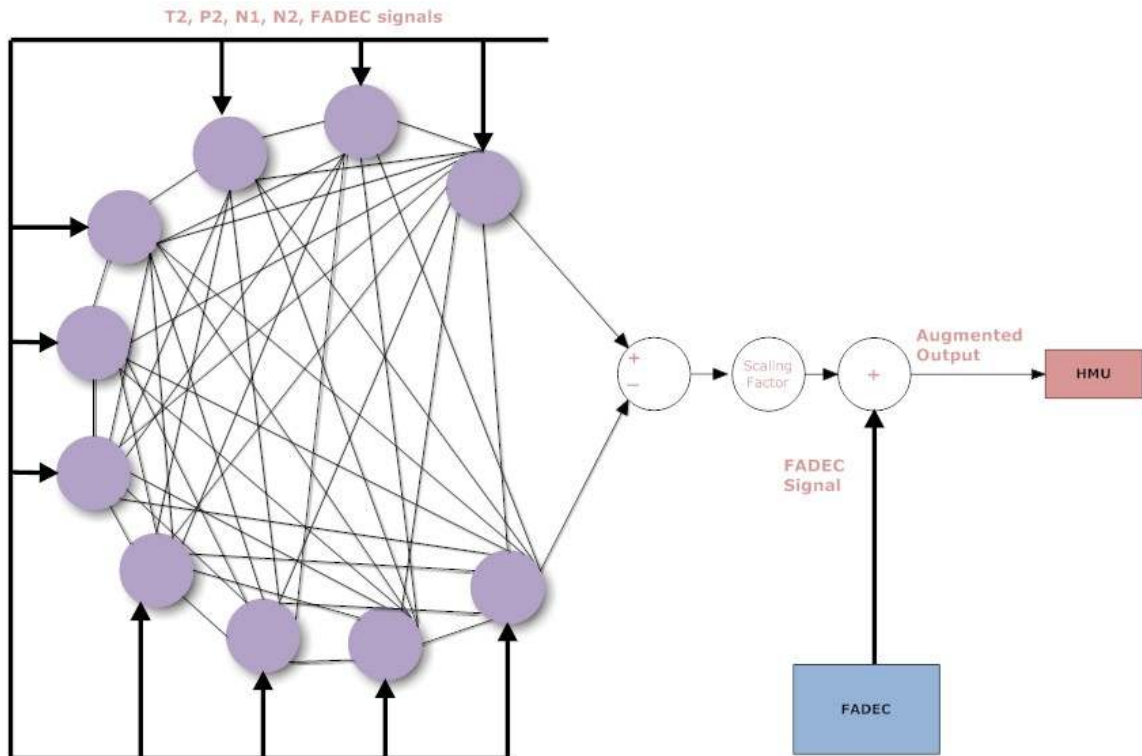 T2, P2, N1, N2, FADEC signals
+
–
Scaling
Factor
+
Augmented
Output
HMU
FADEC
Signal
FADEC